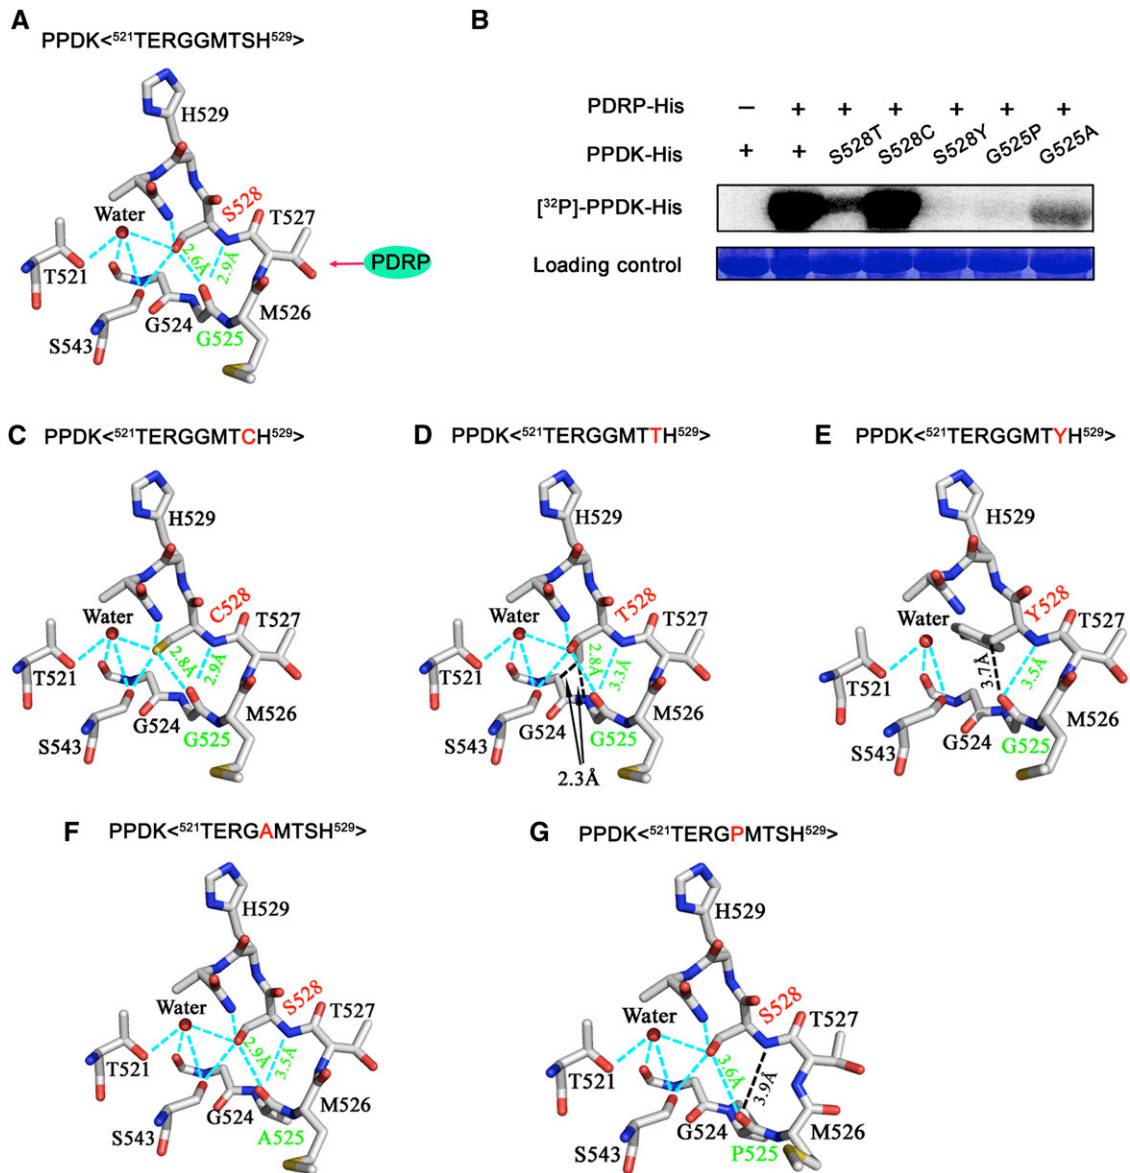 A
PPDK<⁵²¹TERGGMTSH⁵²⁹>
H529
S528
Water
T527
T521
2.6Å
2.9Å
PDRP
G524
M526
S543
G525
B
PDRP-His − + + + + + +
PPDK-His + + S528T S528C S528Y G525P G525A
[³²P]-PPDK-His
Loading control
C
PPDK<⁵²¹TERGGMTCH⁵²⁹>
H529
C528
Water
T527
T521
2.8Å
2.9Å
G524
M526
S543
G525
D
PPDK<⁵²¹TERGGMTTH⁵²⁹>
H529
T528
Water
T527
T521
2.8Å
3.3Å
G524
M526
S543
G525
2.3Å
E
PPDK<⁵²¹TERGGMTYH⁵²⁹>
H529
Y528
Water
T527
T521
3.7Å
3.5Å
G524
M526
S543
G525
F
PPDK<⁵²¹TERGAMTSH⁵²⁹>
H529
S528
Water
T527
T521
2.9Å
3.5Å
G524
M526
S543
A525
G
PPDK<⁵²¹TERGPMTSH⁵²⁹>
H529
S528
Water
T527
T521
3.6Å
3.9Å
G524
M526
S543
P525